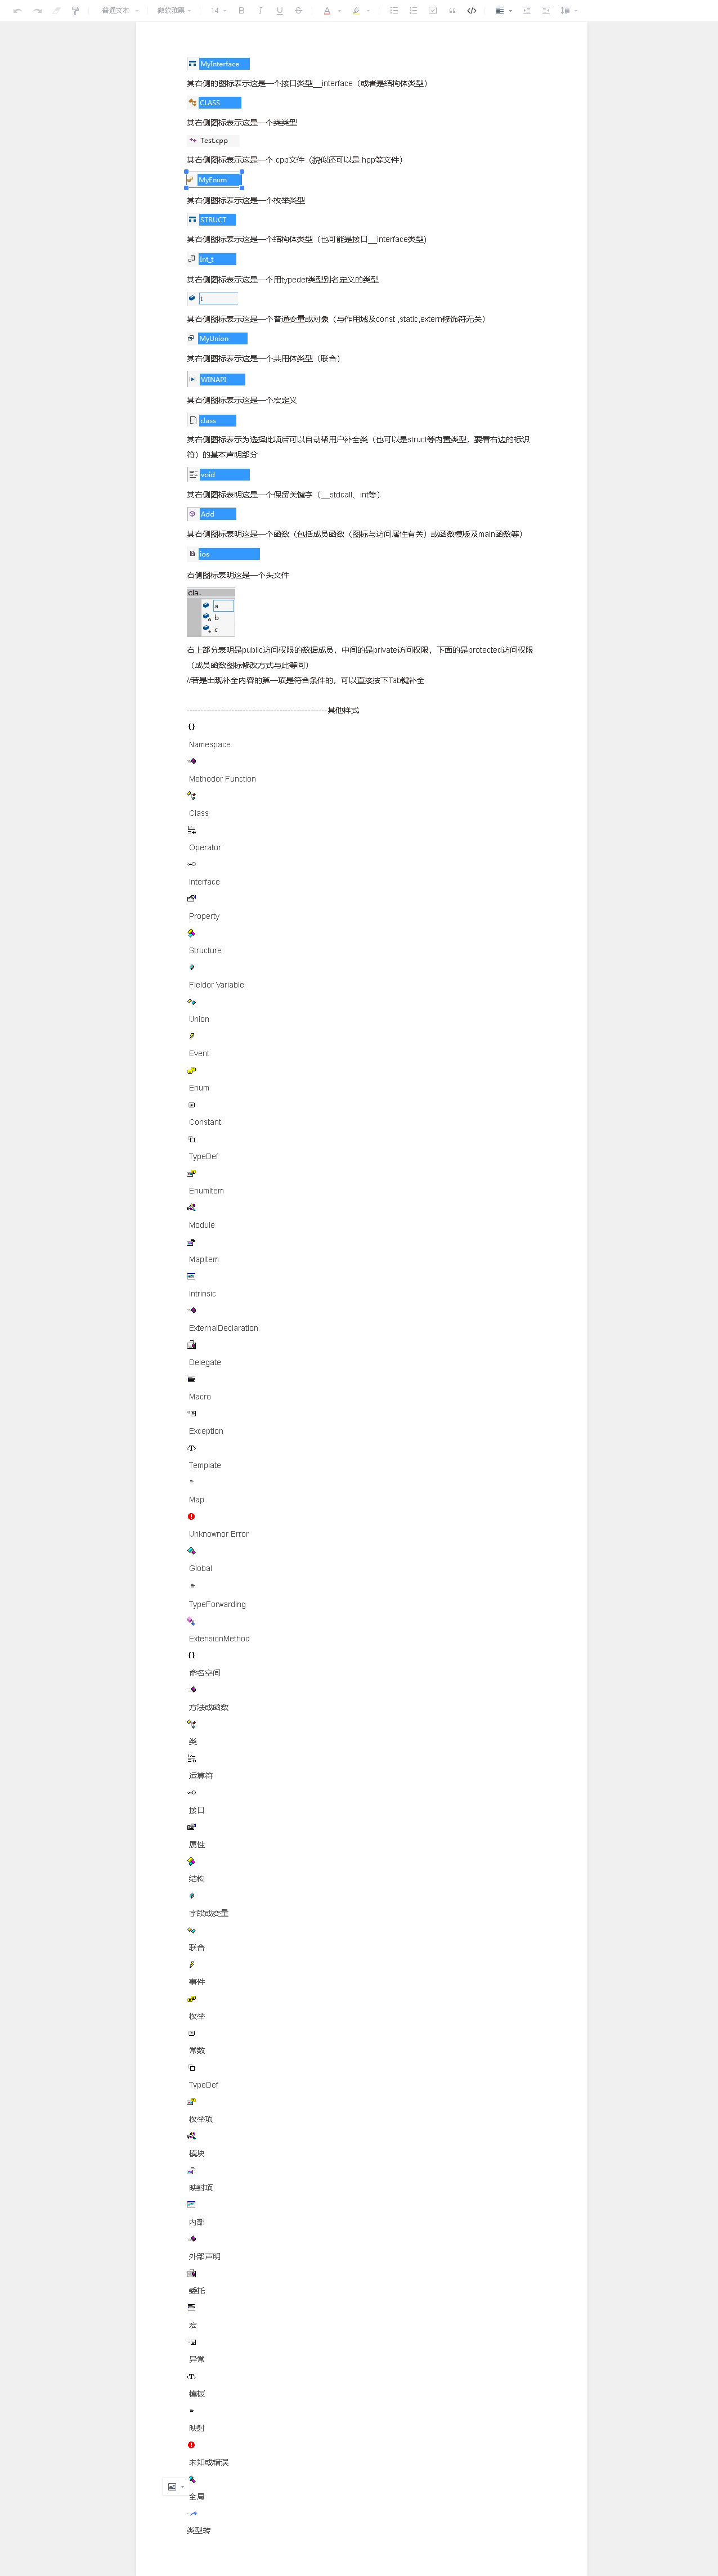 普通文本 微软雅黑 14 B I U S A
MyInterface
其右侧的图标表示这是一个接口类型__interface（或者是结构体类型）
CLASS
其右侧图标表示这是一个类类型
Test.cpp
其右侧图标表示这是一个.cpp文件（貌似还可以是.hpp等文件）
MyEnum
其右侧图标表示这是一个枚举类型
STRUCT
其右侧图标表示这是一个结构体类型（也可能是接口__interface类型)
Int_t
其右侧图标表示这是一个用typedef类型别名定义的类型
t
其右侧图标表示这是一个普通变量或对象（与作用域及const ,static,extern修饰符无关）
MyUnion
其右侧图标表示这是一个共用体类型（联合）
WINAPI
其右侧图标表示这是一个宏定义
class
其右侧图标表示为选择此项后可以自动帮用户补全类（也可以是struct等内置类型，要看右边的标识
符）的基本声明部分
void
其右侧图标表明这是一个保留关键字（__stdcall、int等）
Add
其右侧图标表明这是一个函数（包括成员函数（图标与访问属性有关）或函数模版及main函数等）
ios
右侧图标表明这是一个头文件
cla.
a
b
c
右上部分表明是public访问权限的数据成员，中间的是private访问权限，下面的是protected访问权限
（成员函数图标修改方式与此等同）
//若是出现补全内容的第一项是符合条件的，可以直接按下Tab键补全
--------------------------------------------------其他样式
Namespace
Methodor Function
Class
Operator
Interface
Property
Structure
Fieldor Variable
Union
Event
Enum
Constant
TypeDef
EnumItem
Module
MapItem
Intrinsic
ExternalDeclaration
Delegate
Macro
Exception
Template
Map
Unknownor Error
Global
TypeForwarding
ExtensionMethod
命名空间
方法或函数
类
运算符
接口
属性
结构
字段或变量
联合
事件
枚举
常数
TypeDef
枚举项
模块
映射项
内部
外部声明
委托
宏
异常
模板
映射
未知或错误
全局
类型转